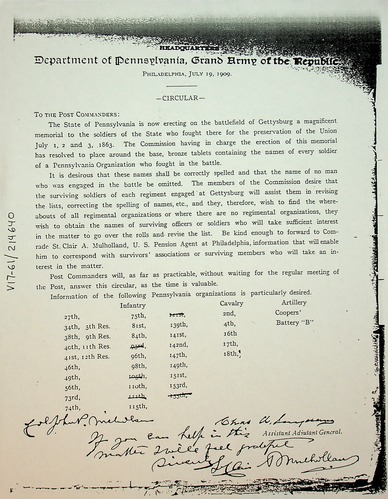 HEADQUARTERS
Department of Pennsylvania, Grand Army of the Republic.
PHILADELPHIA, JULY 19, 1909.
—CIRCULAR—
TO THE POST COMMANDERS:
The State of Pennsylvania is now erecting on the battlefield of Gettysburg a magnificent
memorial to the soldiers of the State who fought there for the preservation of the Union
July 1, 2 and 3, 1863. The Commission having in charge the erection of this memorial
has resolved to place around the base, bronze tablets containing the names of every soldier
of a Pennsylvania Organization who fought in the battle.
It is desirous that these names shall be correctly spelled and that the name of no man
who was engaged in the battle be omitted. The members of the Commission desire that
the surviving soldiers of each regiment engaged at Gettysburg will assist them in revising
the lists, correcting the spelling of names, etc., and they, therefore, wish to find the where-
abouts of all regimental organizations or where there are no regimental organizations, they
wish to obtain the names of surviving officers or soldiers who will take sufficient interest
in the matter to go over the rolls and revise the list. Be kind enough to forward to Com-
rade St. Clair A. Mulholland, U. S. Pension Agent at Philadelphia, information that will enable
him to correspond with survivors' associations or surviving members who will take an in-
terest in the matter.
Post Commanders will, as far as practicable, without waiting for the regular meeting of
the Post, answer this circular, as the time is valuable.
Information of the following Pennsylvania organizations is particularly desired.
Infantry Cavalry Artillery
27th, 75th, 2nd, Coopers'
34th, 5th Res. 81st, 139th, 4th, Battery "B"
38th, 9th Res. 84th, 141st, 16th
40th, 11th Res. 142nd, 17th,
41st, 12th Res. 96th, 147th, 18th,
46th, 98th, 149th,
49th, 151st,
56th, 110th, 153rd,
73rd, 111th,
74th, 115th,
V17-61/214640
Assistant Adjutant General.
If you can help in this
matter I will feel grateful
Sincerely
St Clair A Mulholland